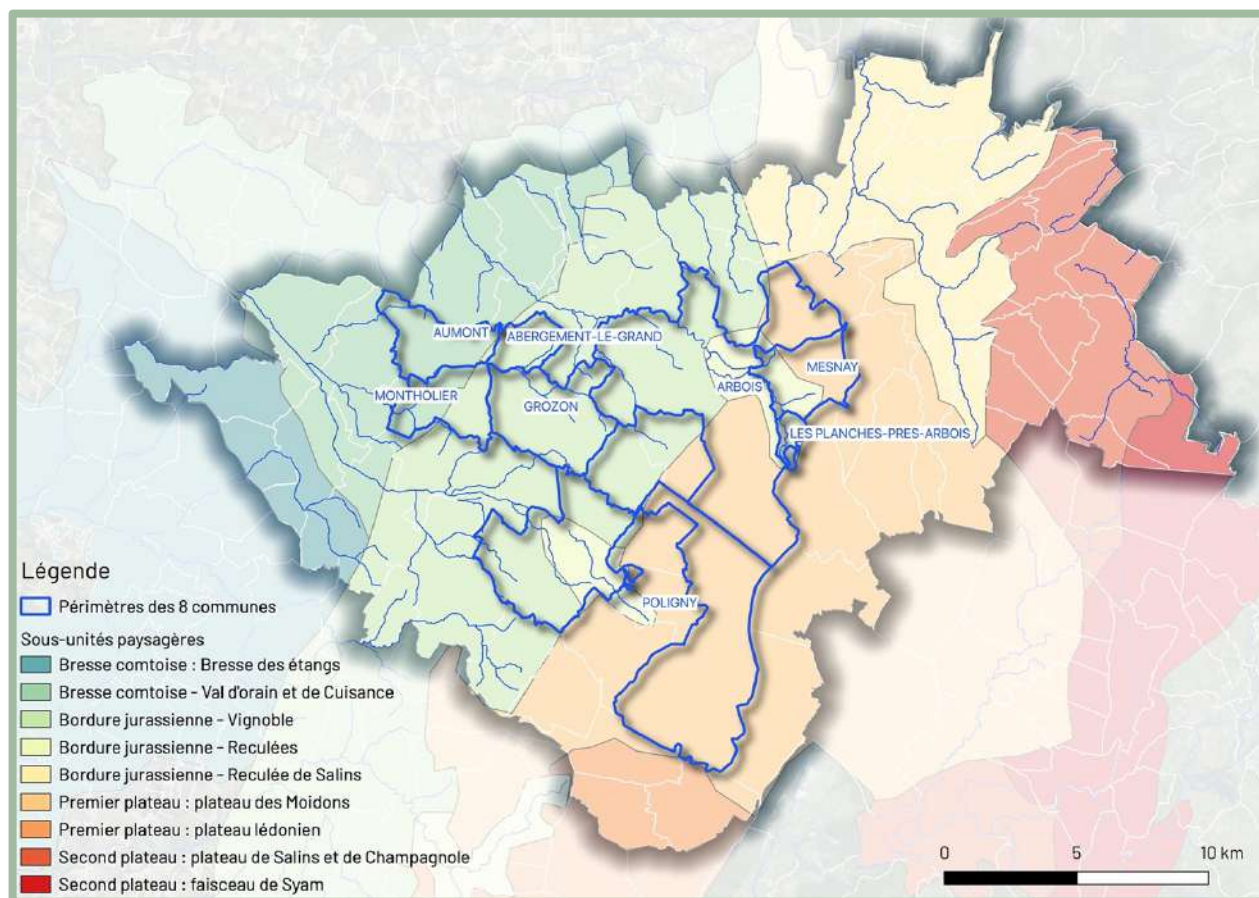 AUMONT
ABERGEMENT-LE-GRAND
MONTHOLIER
GROZON
ARBOIS
MESNAY
LES PLANCHES-PRES-ARBOIS
POLIGNY
Légende
Périmètres des 8 communes
Sous-unités paysagères
Bresse comtoise : Bresse des étangs
Bresse comtoise - Val d'orain et de Cuisance
Bordure jurassienne - Vignoble
Bordure jurassienne - Reculées
Bordure jurassienne - Reculée de Salins
Premier plateau : plateau des Moidons
Premier plateau : plateau lédonien
Second plateau : plateau de Salins et de Champagnole
Second plateau : faisceau de Syam
0 5 10 km